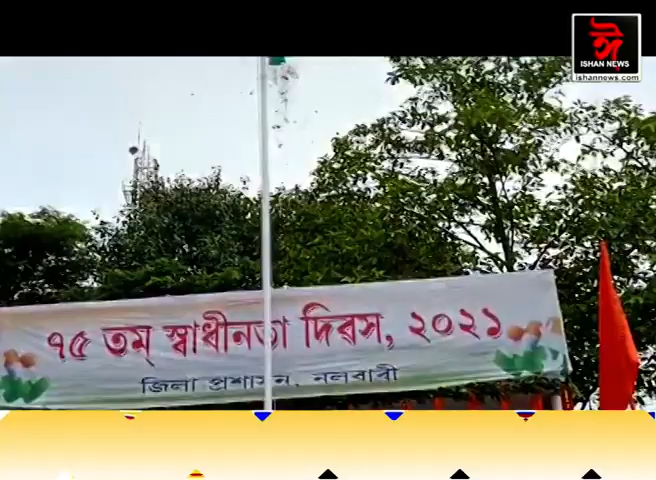 ঈ
ISHAN NEWS
ishannews.com
৭৫ তম্ স্বাধীনতা দিৱস, ২০২১
জিলা প্ৰশাসন, নলবাৰী